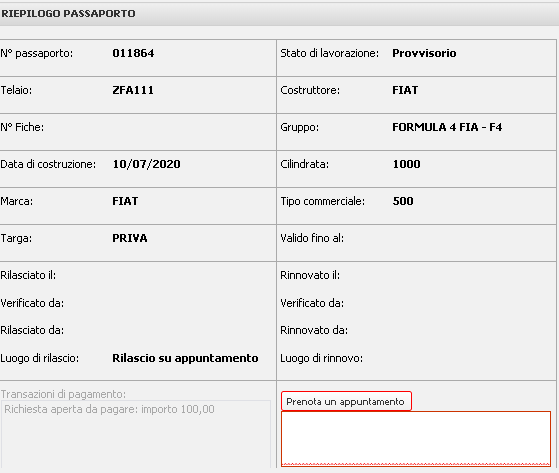 RIEPILOGO PASSAPORTO
N° passaporto: 011864 Stato di lavorazione: Provvisorio
Telaio: ZFA111 Costruttore: FIAT
N° Fiche: Gruppo: FORMULA 4 FIA - F4
Data di costruzione: 10/07/2020 Cilindrata: 1000
Marca: FIAT Tipo commerciale: 500
Targa: PRIVA Valido fino al:
Rilasciato il: Rinnovato il:
Verificato da: Verificato da:
Rilasciato da: Rinnovato da:
Luogo di rilascio: Rilascio su appuntamento Luogo di rinnovo:
Transazioni di pagamento:
Richiesta aperta da pagare: importo 100,00
Prenota un appuntamento